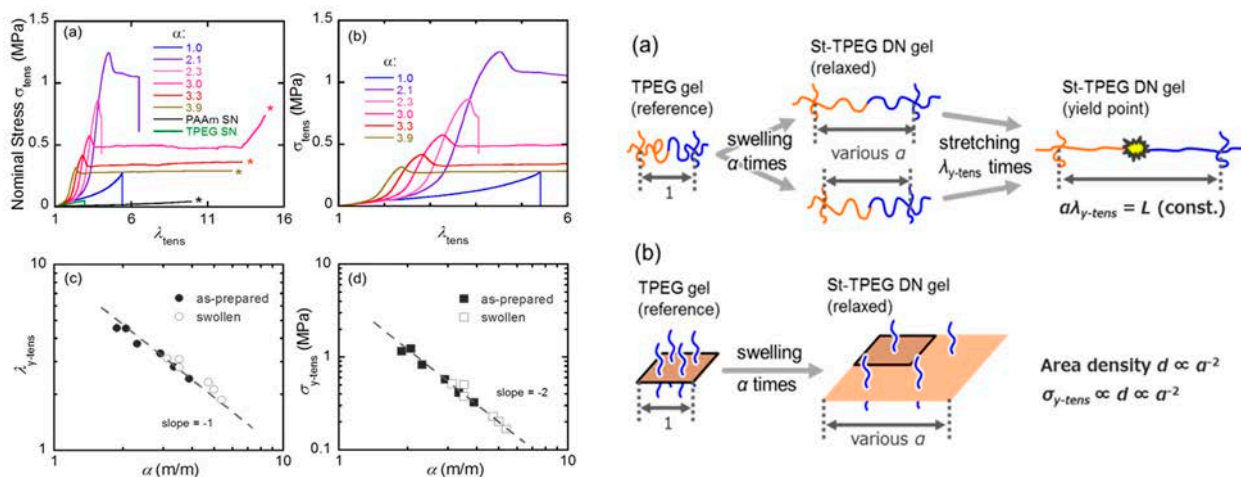 (a)
α:
1.0
2.1
2.3
3.0
3.3
3.9
PAAm SN
TPEG SN
Nominal Stress σtens (MPa)
1.5
1
0.5
0
1 4 7 10 13 16
λtens
(b)
α:
1.0
2.1
2.3
3.0
3.3
3.9
σtens (MPa)
1.5
1
0.5
0
1 6
λtens
(c)
as-prepared
swollen
slope = -1
λy-tens
10
1
1 10
α (m/m)
(d)
as-prepared
swollen
slope = -2
σy-tens (MPa)
10
1
0.1
1 10
α (m/m)
(a)
TPEG gel
(reference)
1
swelling
α times
St-TPEG DN gel
(relaxed)
various a
stretching
λy-tens
times
St-TPEG DN gel
(yield point)
aλy-tens = L (const.)
(b)
TPEG gel
(reference)
1
swelling
α times
St-TPEG DN gel
(relaxed)
various a
Area density d ∝ a-2
σy-tens ∝ d ∝ a-2